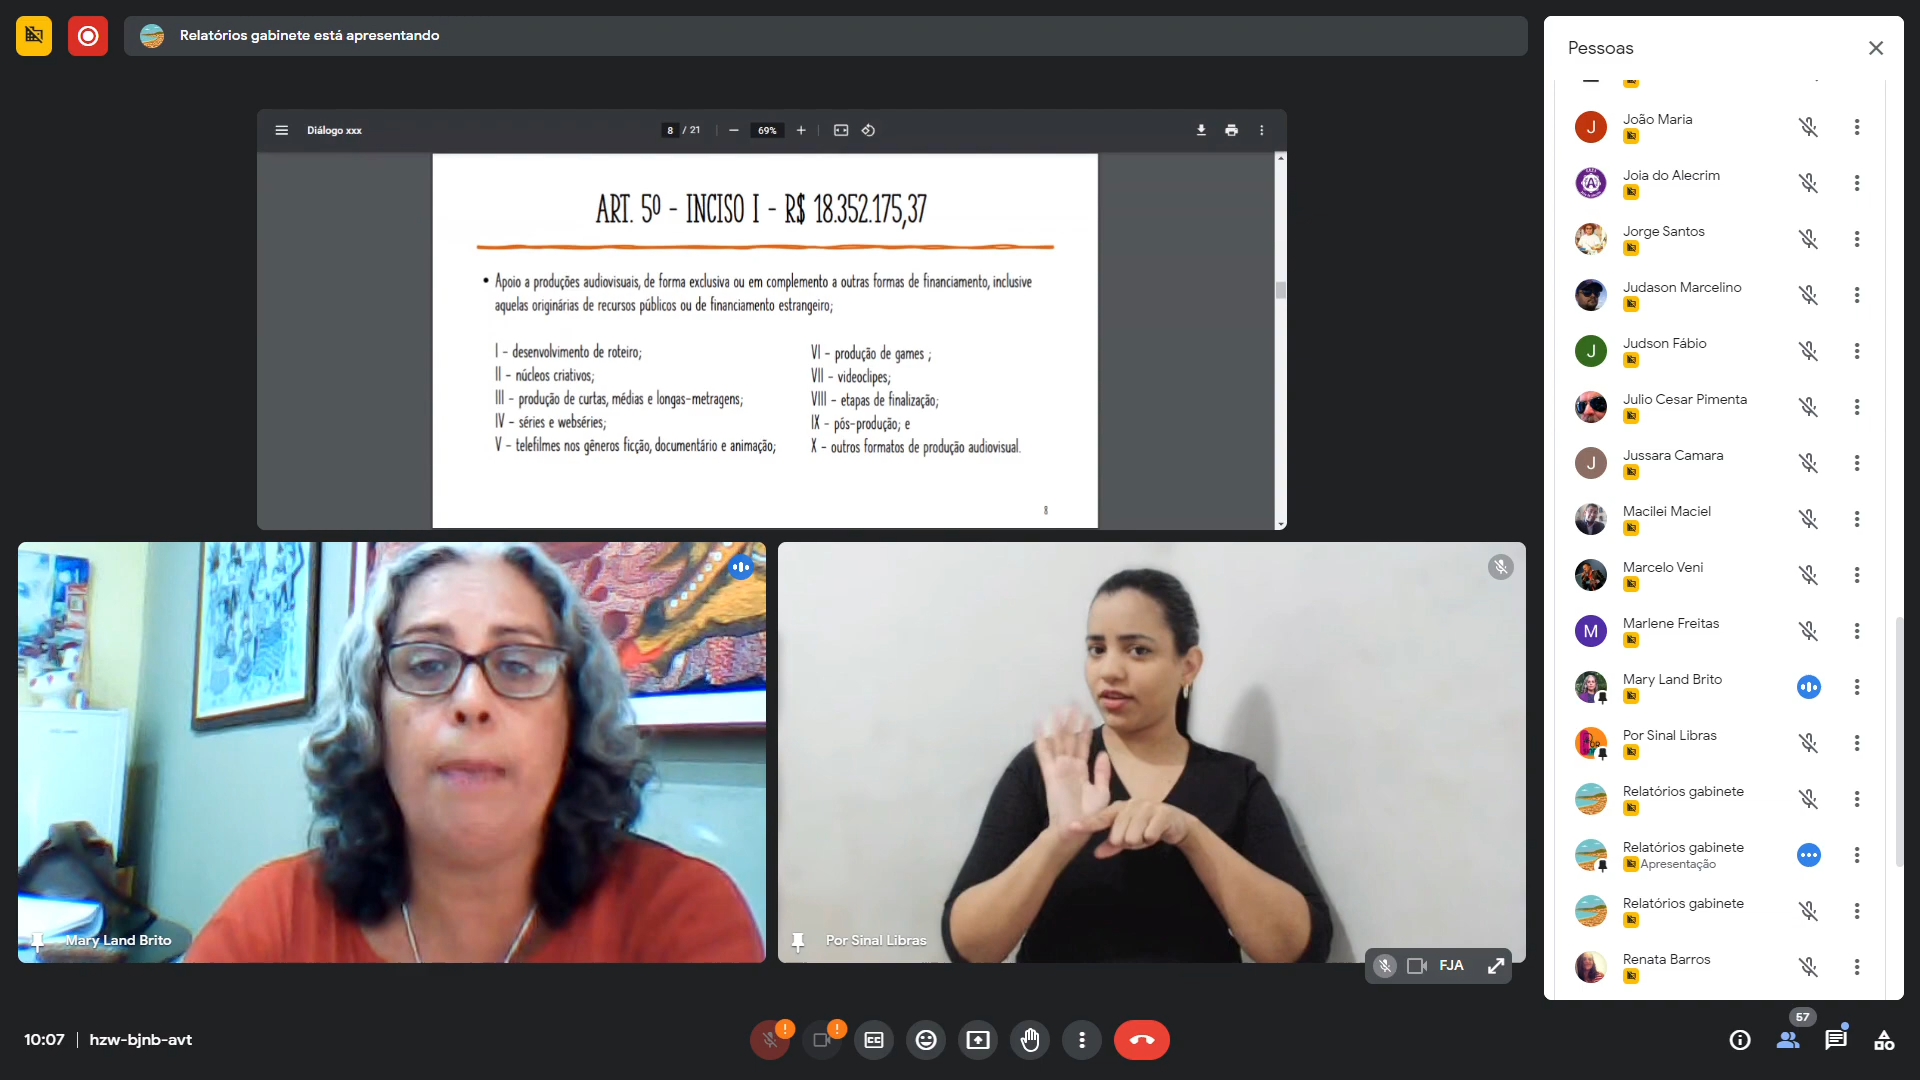 Relatórios gabinete está apresentando
Diálogo xxx
8 / 21
69%
ART. 5º - INCISO I - R$ 18.352.175,37
• Apoio a produções audiovisuais, de forma exclusiva ou em complemento a outras formas de financiamento, inclusive
aquelas originárias de recursos públicos ou de financiamento estrangeiro;
I - desenvolvimento de roteiro;
II - núcleos criativos;
III - produção de curtas, médias e longas-metragens;
IV - séries e webséries;
V - telefilmes nos gêneros ficção, documentário e animação;
VI - produção de games ;
VII - videoclipes;
VIII - etapas de finalização;
IX - pós-produção; e
X - outros formatos de produção audiovisual.
8
Mary Land Brito
Por Sinal Libras
FJA
10:07
hzw-bjnb-avt
Pessoas
J
João Maria
A
Joia do Alecrim
Jorge Santos
Judason Marcelino
J
Judson Fábio
Julio Cesar Pimenta
J
Jussara Camara
Macilei Maciel
Marcelo Veni
M
Marlene Freitas
Mary Land Brito
Por Sinal Libras
Relatórios gabinete
Relatórios gabinete
Apresentação
Relatórios gabinete
Renata Barros
57